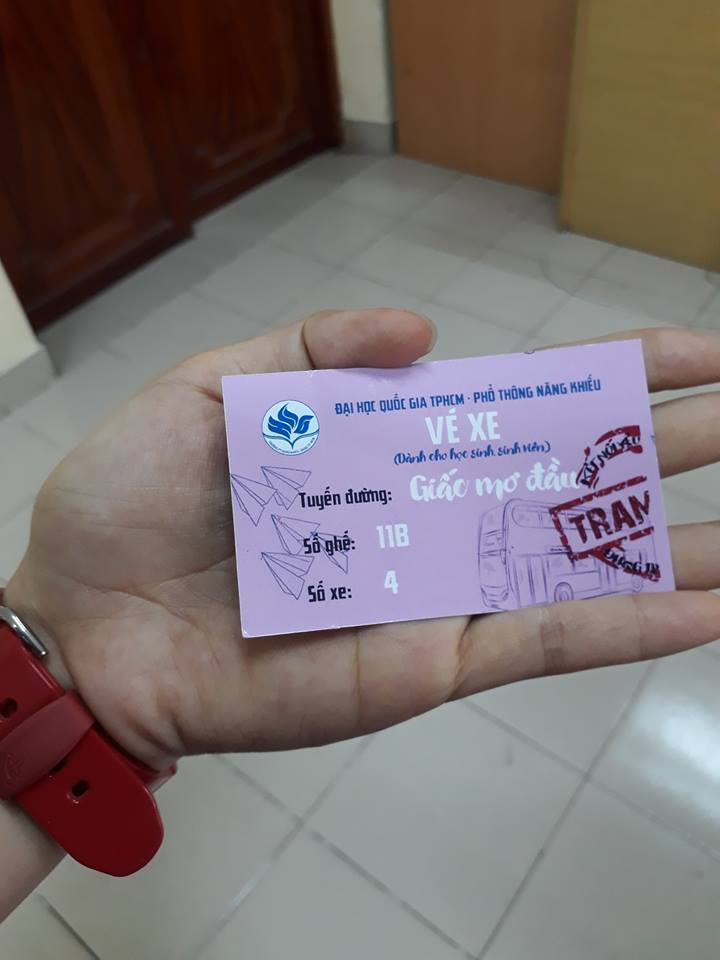 ĐẠI HỌC QUỐC GIA TPHCM - PHỔ THÔNG NĂNG KHIẾU
VÉ XE
(Dành cho học sinh sinh viên)
Tuyến đường: Giấc mơ đầu
Số ghế: 11B
Số xe: 4
TRẠM